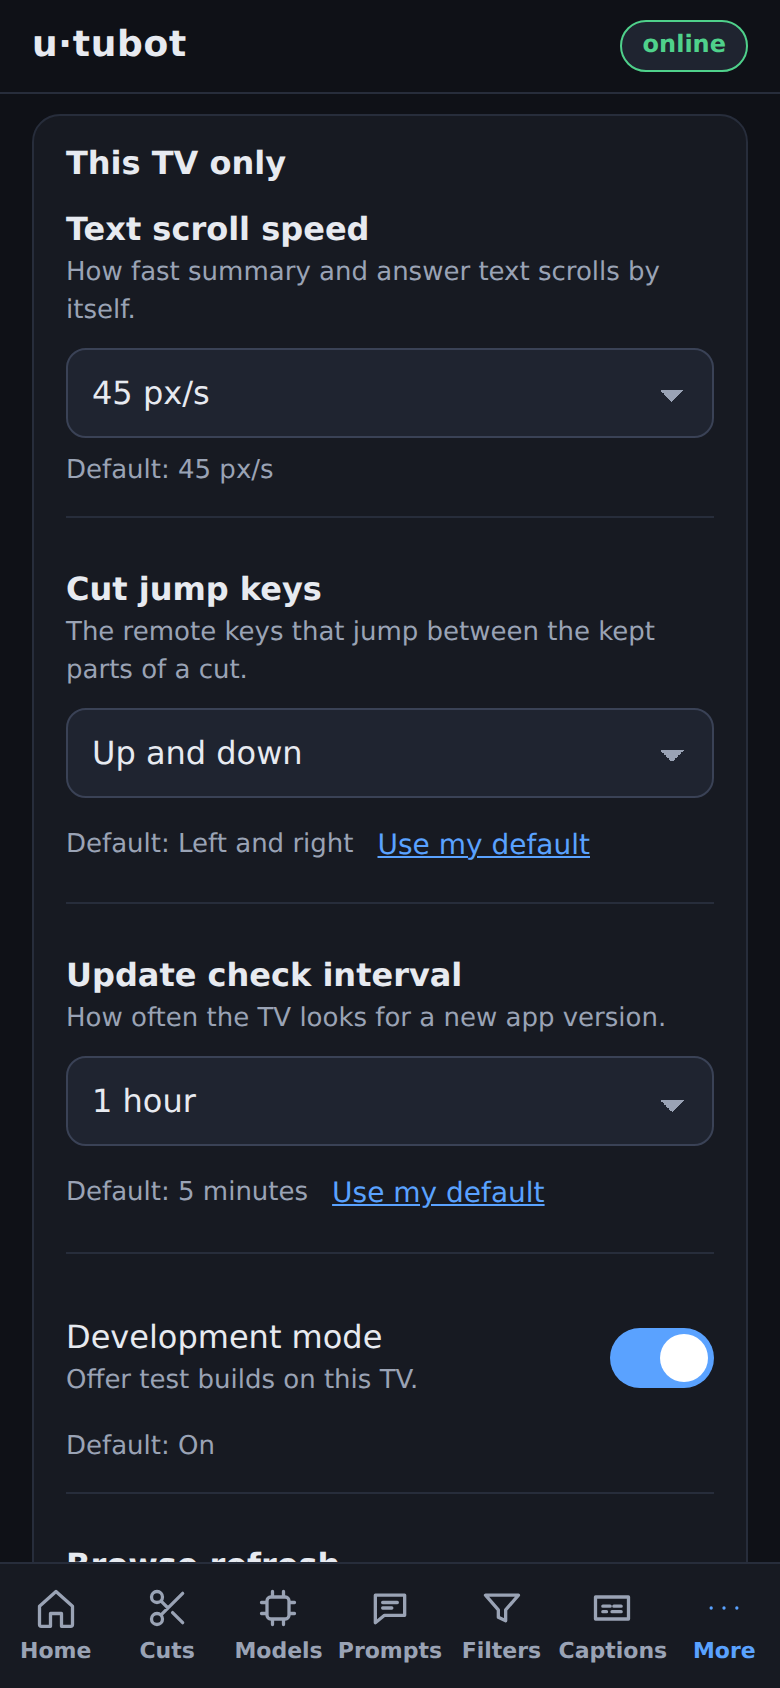 u·tubot
online
This TV only
Text scroll speed
How fast summary and answer text scrolls by
itself.
45 px/s
Default: 45 px/s
Cut jump keys
The remote keys that jump between the kept
parts of a cut.
Up and down
Default: Left and right Use my default
Update check interval
How often the TV looks for a new app version.
1 hour
Default: 5 minutes Use my default
Development mode
Offer test builds on this TV.
Default: On
Browse refresh
Home Cuts Models Prompts Filters Captions More